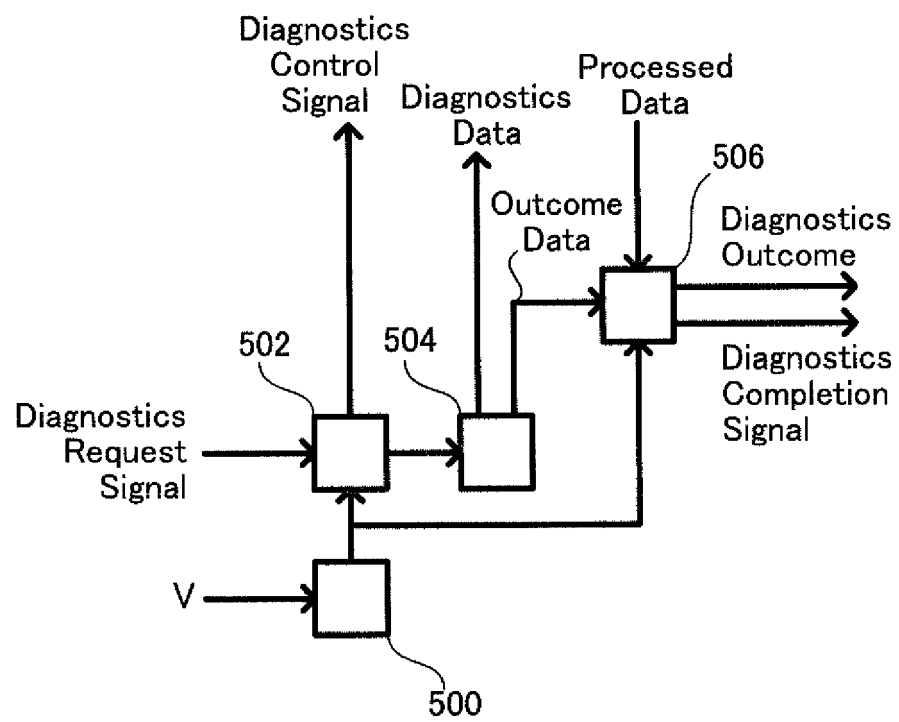 Diagnostics
Control
Signal
Diagnostics
Data
Processed
Data
506
Outcome
Data
Diagnostics
Outcome
502
504
Diagnostics
Completion
Signal
Diagnostics
Request
Signal
V
500